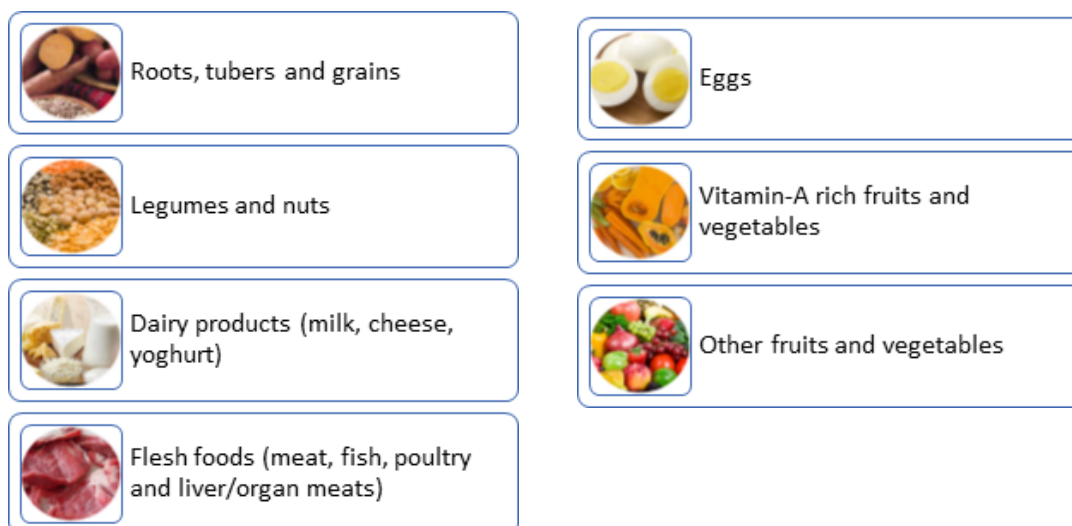 Roots, tubers and grains
Legumes and nuts
Dairy products (milk, cheese,
yoghurt)
Flesh foods (meat, fish, poultry
and liver/organ meats)
Eggs
Vitamin-A rich fruits and
vegetables
Other fruits and vegetables